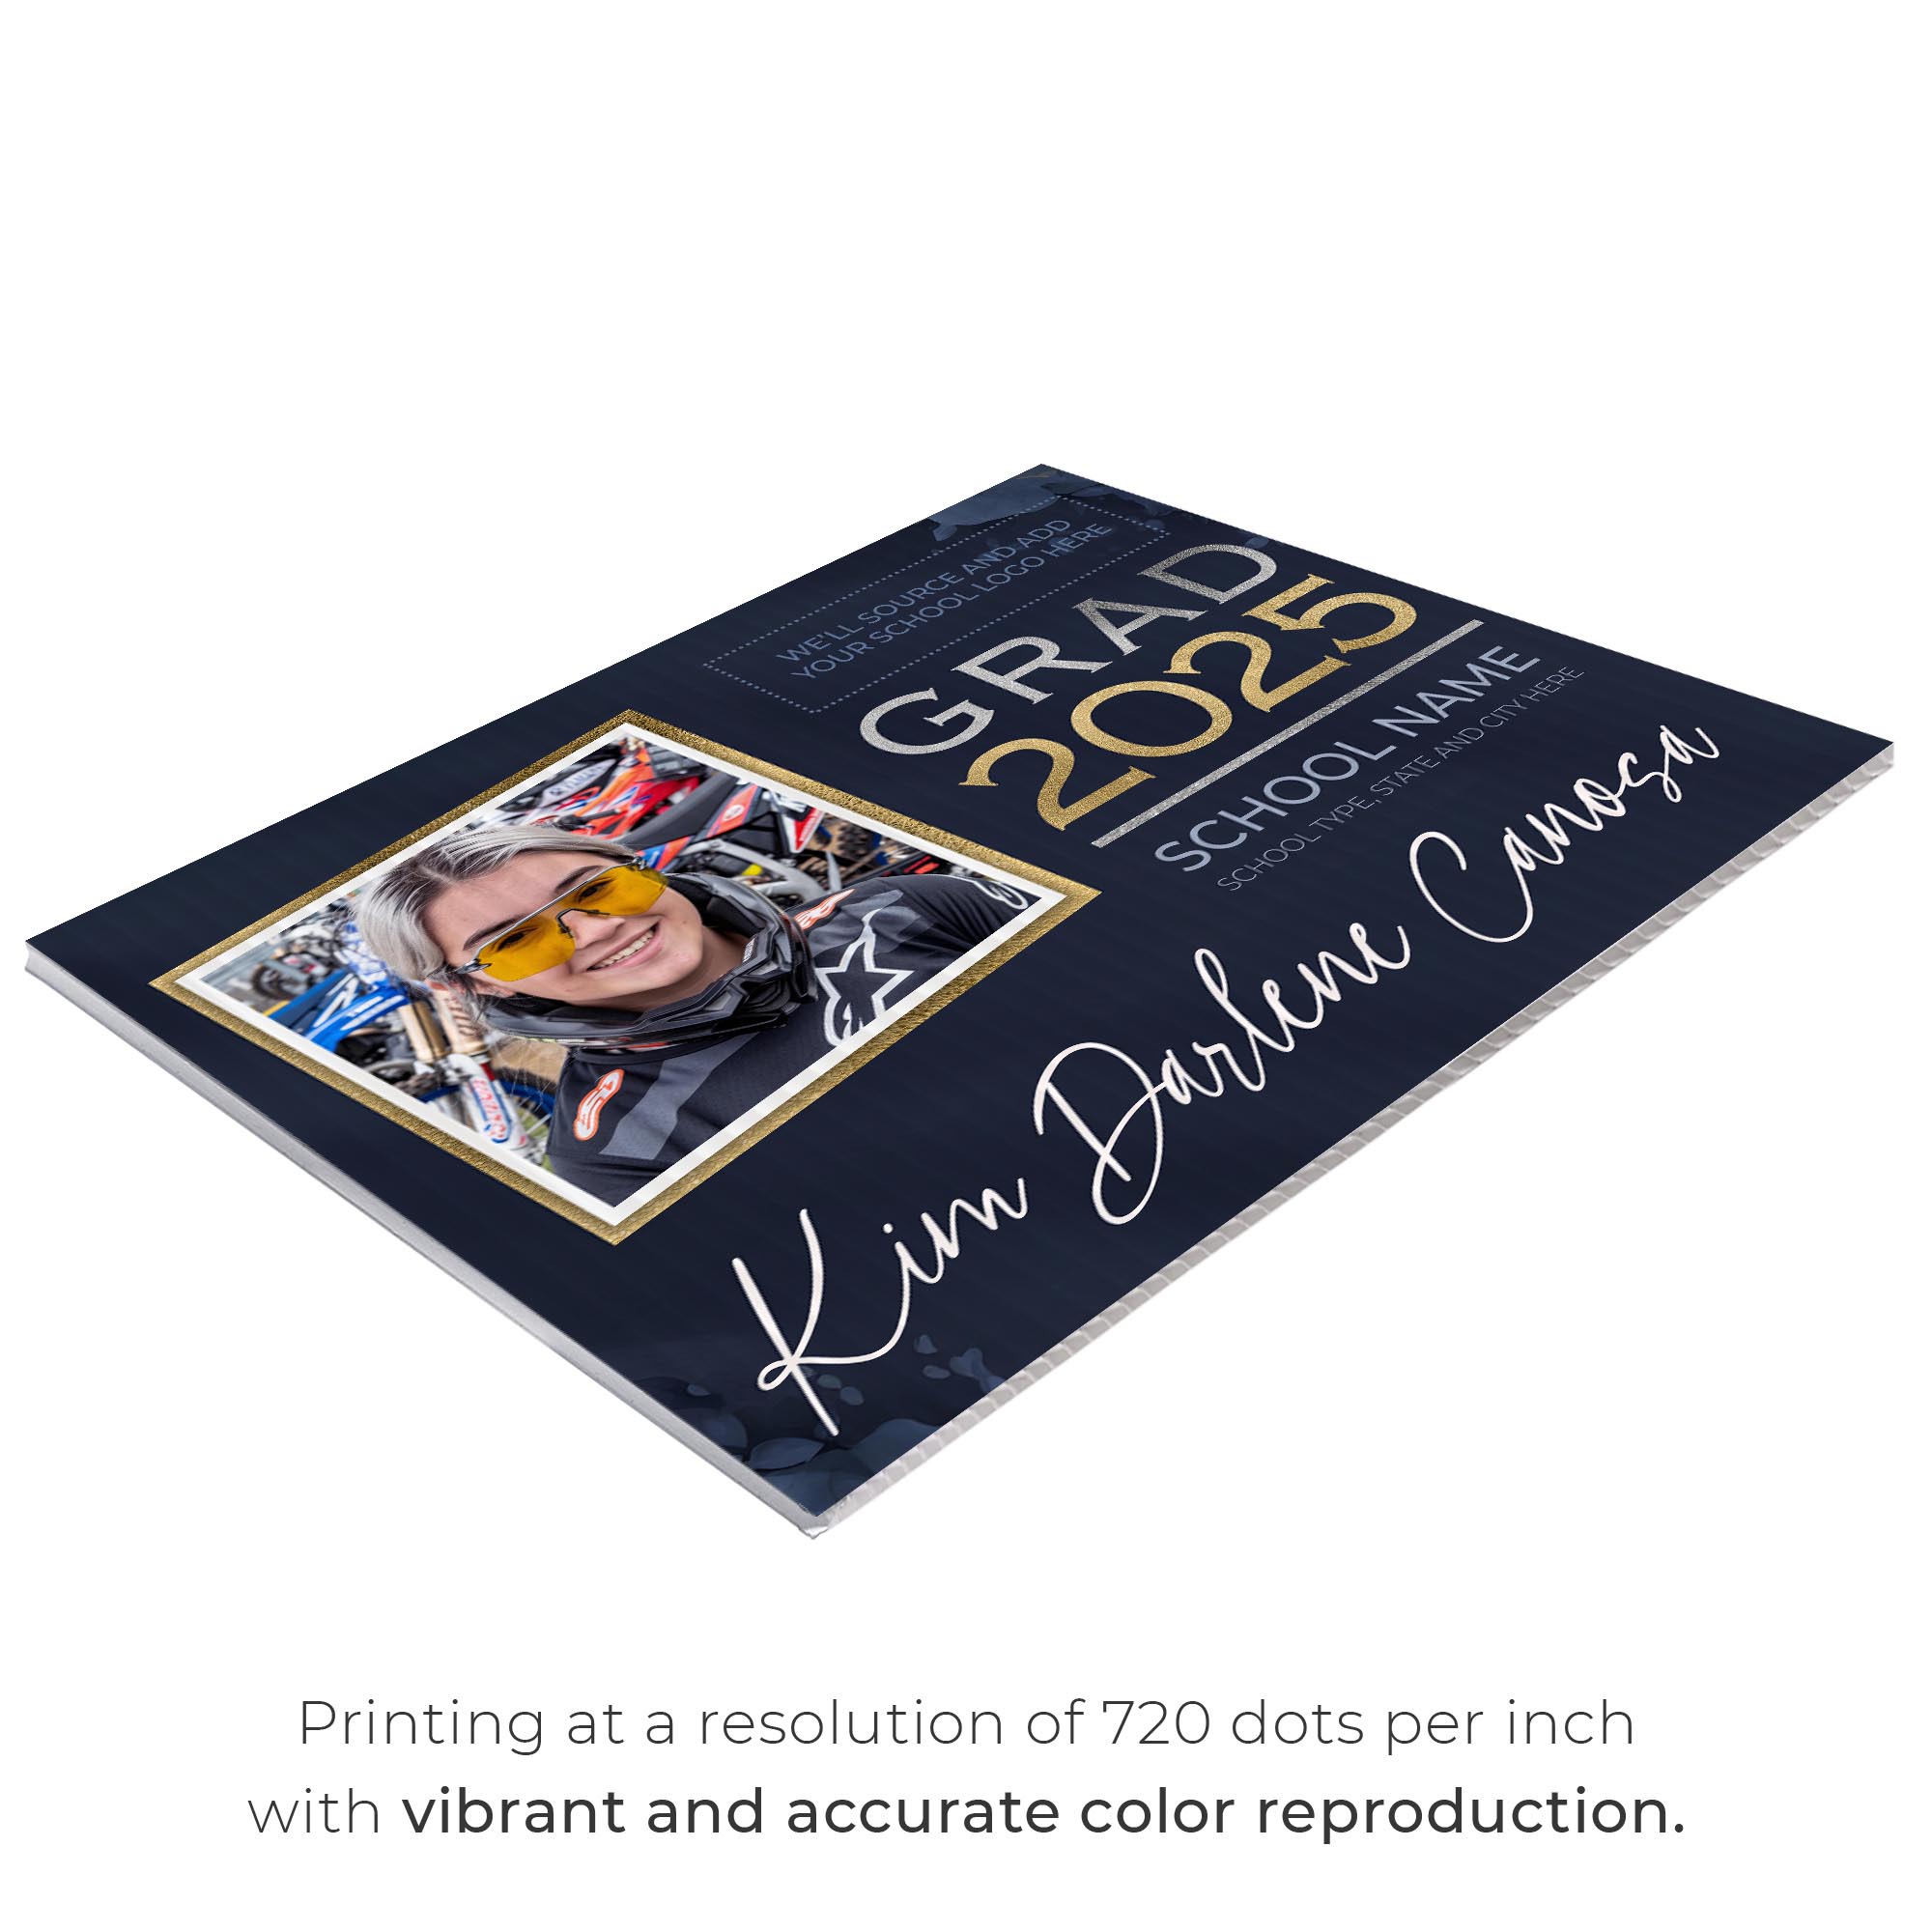 WE'LL SOURCE AND ADD
YOUR SCHOOL LOGO HERE
GRAD
2025
SCHOOL NAME
SCHOOL TYPE, STATE AND CITY HERE
Kim Darlene Canosa
Printing at a resolution of 720 dots per inch
with vibrant and accurate color reproduction.